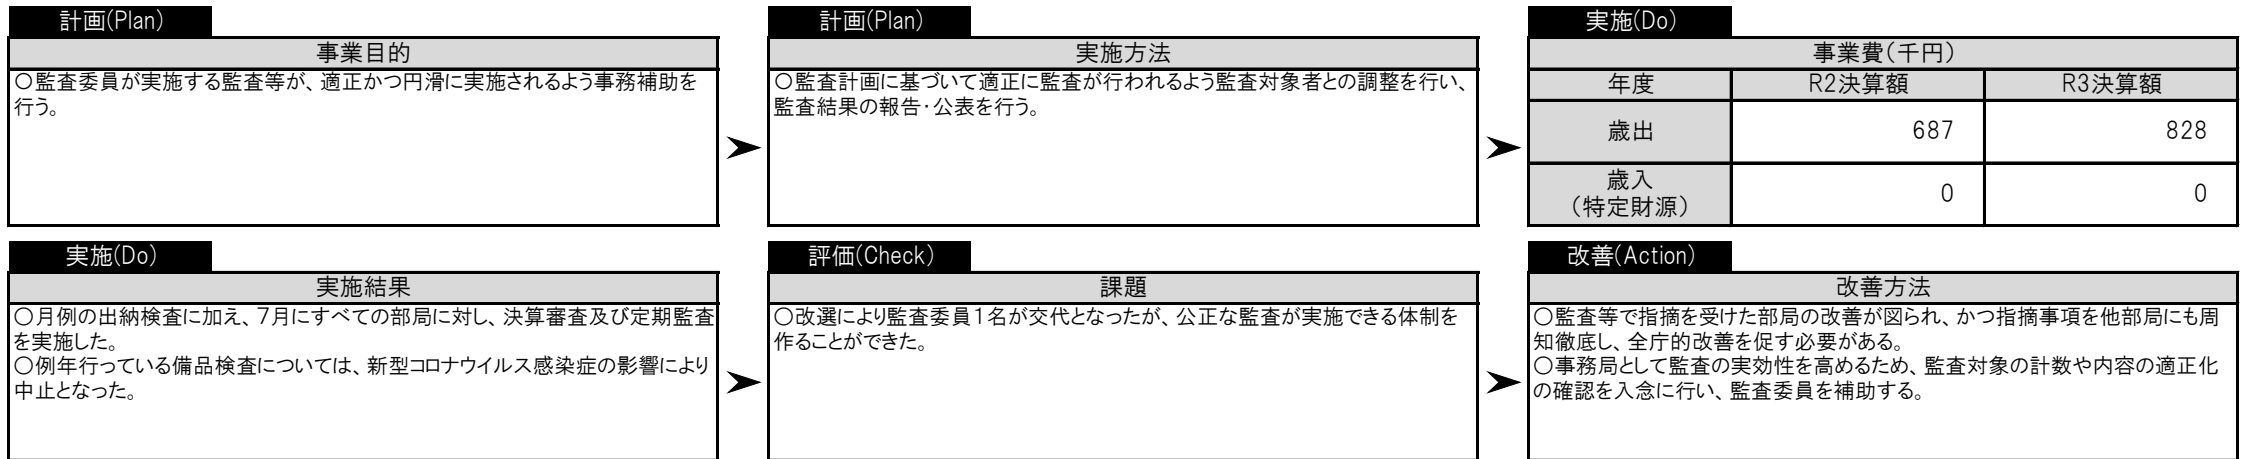 計画(Plan)
事業目的
○監査委員が実施する監査等が、適正かつ円滑に実施されるよう事務補助を
行う。
計画(Plan)
実施方法
○監査計画に基づいて適正に監査が行われるよう監査対象者との調整を行い、
監査結果の報告・公表を行う。
実施(Do)
事業費(千円)
年度 R2決算額 R3決算額
歳出 687 828
歳入
(特定財源) 0 0
実施(Do)
実施結果
○月例の出納検査に加え、7月にすべての部局に対し、決算審査及び定期監査
を実施した。
○例年行っている備品検査については、新型コロナウイルス感染症の影響により
中止となった。
評価(Check)
課題
○改選により監査委員1名が交代となったが、公正な監査が実施できる体制を
作ることができた。
改善(Action)
改善方法
○監査等で指摘を受けた部局の改善が図られ、かつ指摘事項を他部局にも周
知徹底し、全庁的改善を促す必要がある。
○事務局として監査の実効性を高めるため、監査対象の計数や内容の適正化
の確認を入念に行い、監査委員を補助する。